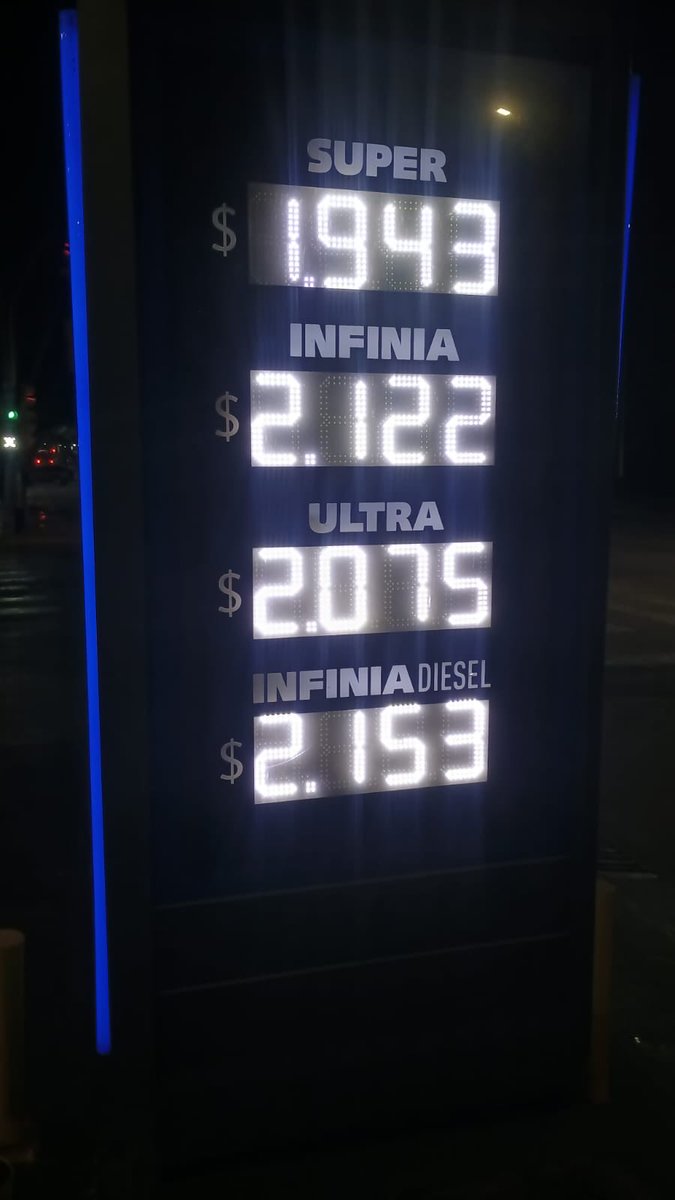 SUPER
$ 1.943
INFINIA
$ 2.122
ULTRA
$ 2.075
INFINIA DIESEL
$ 2.153